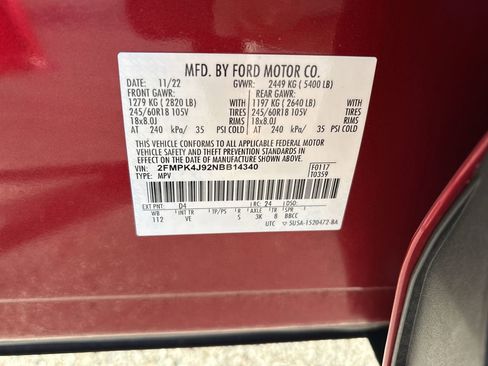 MFD. BY FORD MOTOR CO.
DATE: 11/22 GVWR: 2449 KG ( 5400 LB)
FRONT GAWR: REAR GAWR:
1279 KG ( 2820 LB) WITH 1197 KG ( 2640 LB) WITH
245/60R18 105V TIRES 245/60R18 105V TIRES
18x8.0J RIMS 18x8.0J RIMS
AT 240 kPa/ 35 PSI COLD AT 240 kPa/ 35 PSI COLD
THIS VEHICLE CONFORMS TO ALL APPLICABLE FEDERAL MOTOR
VEHICLE SAFETY AND THEFT PREVENTION STANDARDS
IN EFFECT ON THE DATE OF MANUFACTURE SHOWN ABOVE.
VIN: 2FMPK4J92NBB14340 F0117
TYPE: MPV T0359
EXT PNT: D4 RC: 24 DSO:
WB INT TR TP/PS R AXLE TR SPR
112 VE S 3K 8 BBCC
UTC ▽ 5U5A-1520472-BA